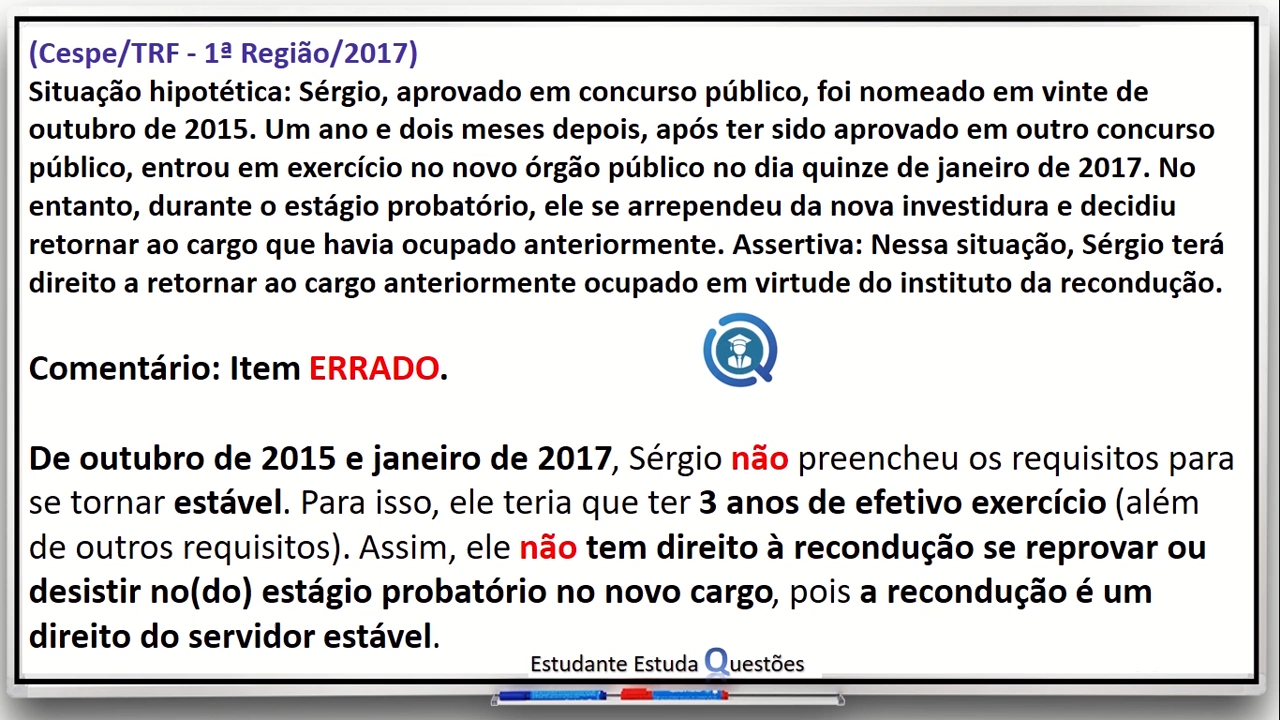 (Cespe/TRF - 1ª Região/2017)
Situação hipotética: Sérgio, aprovado em concurso público, foi nomeado em vinte de
outubro de 2015. Um ano e dois meses depois, após ter sido aprovado em outro concurso
público, entrou em exercício no novo órgão público no dia quinze de janeiro de 2017. No
entanto, durante o estágio probatório, ele se arrependeu da nova investidura e decidiu
retornar ao cargo que havia ocupado anteriormente. Assertiva: Nessa situação, Sérgio terá
direito a retornar ao cargo anteriormente ocupado em virtude do instituto da recondução.
Comentário: Item ERRADO.
De outubro de 2015 e janeiro de 2017, Sérgio não preencheu os requisitos para
se tornar estável. Para isso, ele teria que ter 3 anos de efetivo exercício (além
de outros requisitos). Assim, ele não tem direito à recondução se reprovar ou
desistir no(do) estágio probatório no novo cargo, pois a recondução é um
direito do servidor estável.
Estudante Estuda Questões